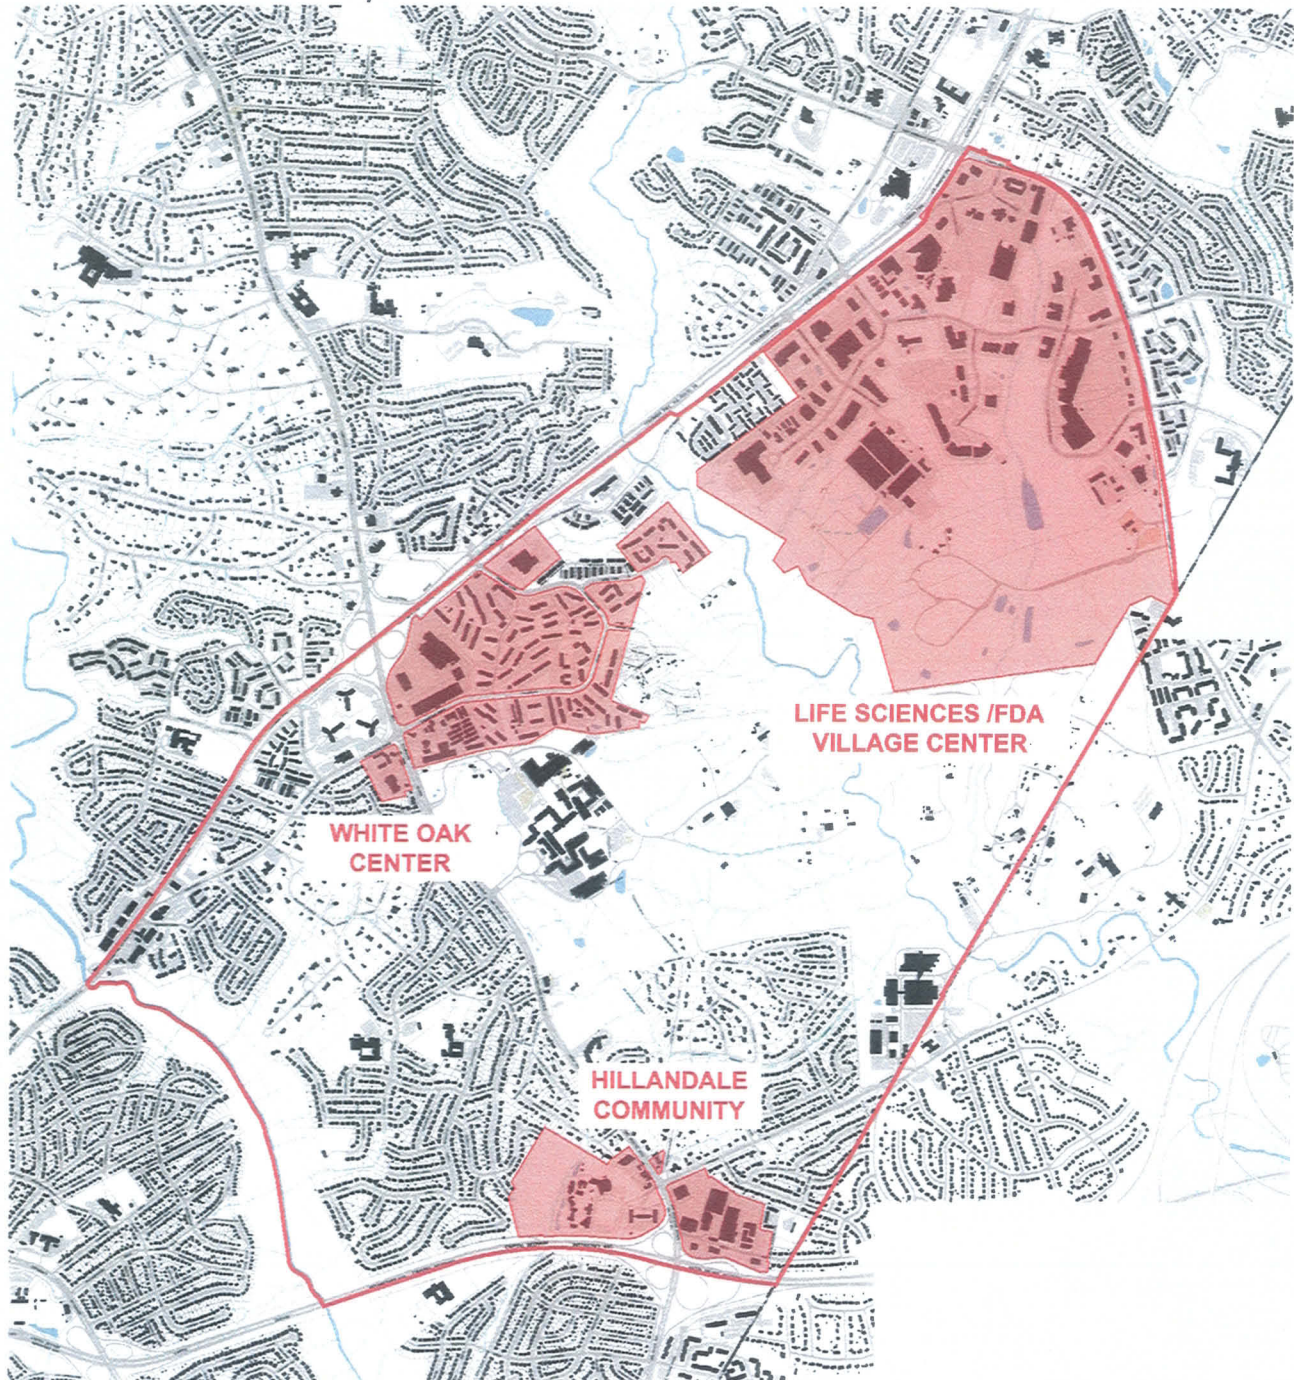 LIFE SCIENCES /FDA
VILLAGE CENTER
WHITE OAK
CENTER
HILLANDALE
COMMUNITY